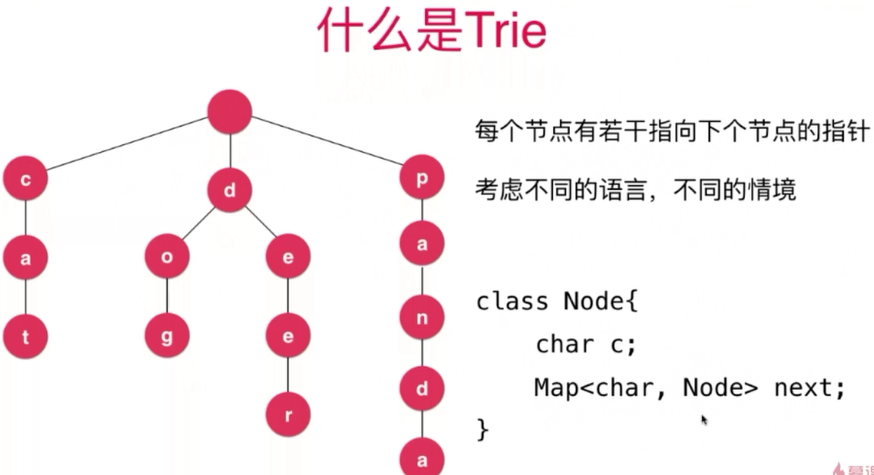 什么是Trie
每个节点有若干指向下个节点的指针
考虑不同的语言，不同的情境
class Node{
char c;
Map<char, Node> next;
}
c
d
p
a
o
e
a
t
g
e
n
r
d
a